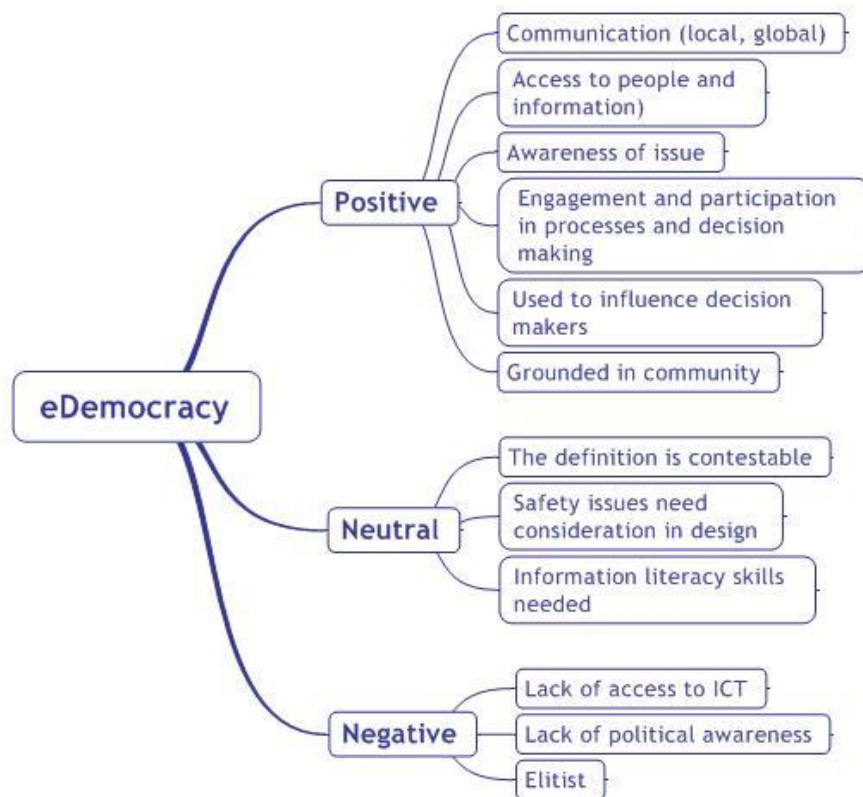 eDemocracy
Positive
Communication (local, global)
Access to people and
information)
Awareness of issue
Engagement and participation
in processes and decision
making
Used to influence decision
makers
Grounded in community
Neutral
The definition is contestable
Safety issues need
consideration in design
Information literacy skills
needed
Negative
Lack of access to ICT
Lack of political awareness
Elitist